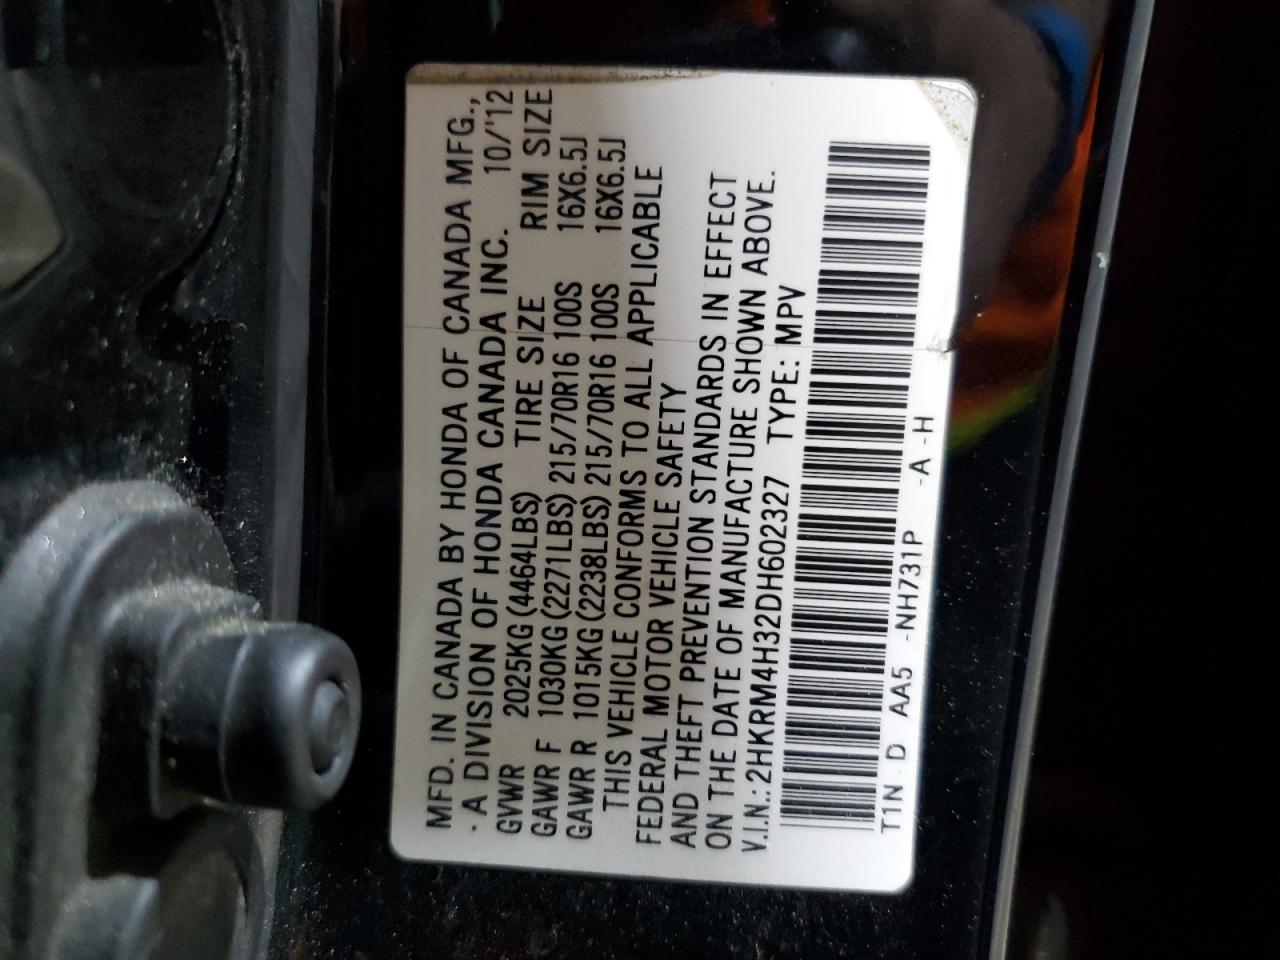 MFD. IN CANADA BY HONDA OF CANADA MFG.,
· A DIVISION OF HONDA CANADA INC. 10/'12
GVWR 2025KG(4464LBS) TIRE SIZE RIM SIZE
GAWR F 1030KG(2271LBS) 215/70R16 100S 16X6.5J
GAWR R 1015KG(2238LBS) 215/70R16 100S 16X6.5J
THIS VEHICLE CONFORMS TO ALL APPLICABLE
FEDERAL MOTOR VEHICLE SAFETY
AND THEFT PREVENTION STANDARDS IN EFFECT
ON THE DATE OF MANUFACTURE SHOWN ABOVE.
V.I.N.:2HKRM4H32DH602327 TYPE: MPV
T1N D AA5 -NH731P -A -H